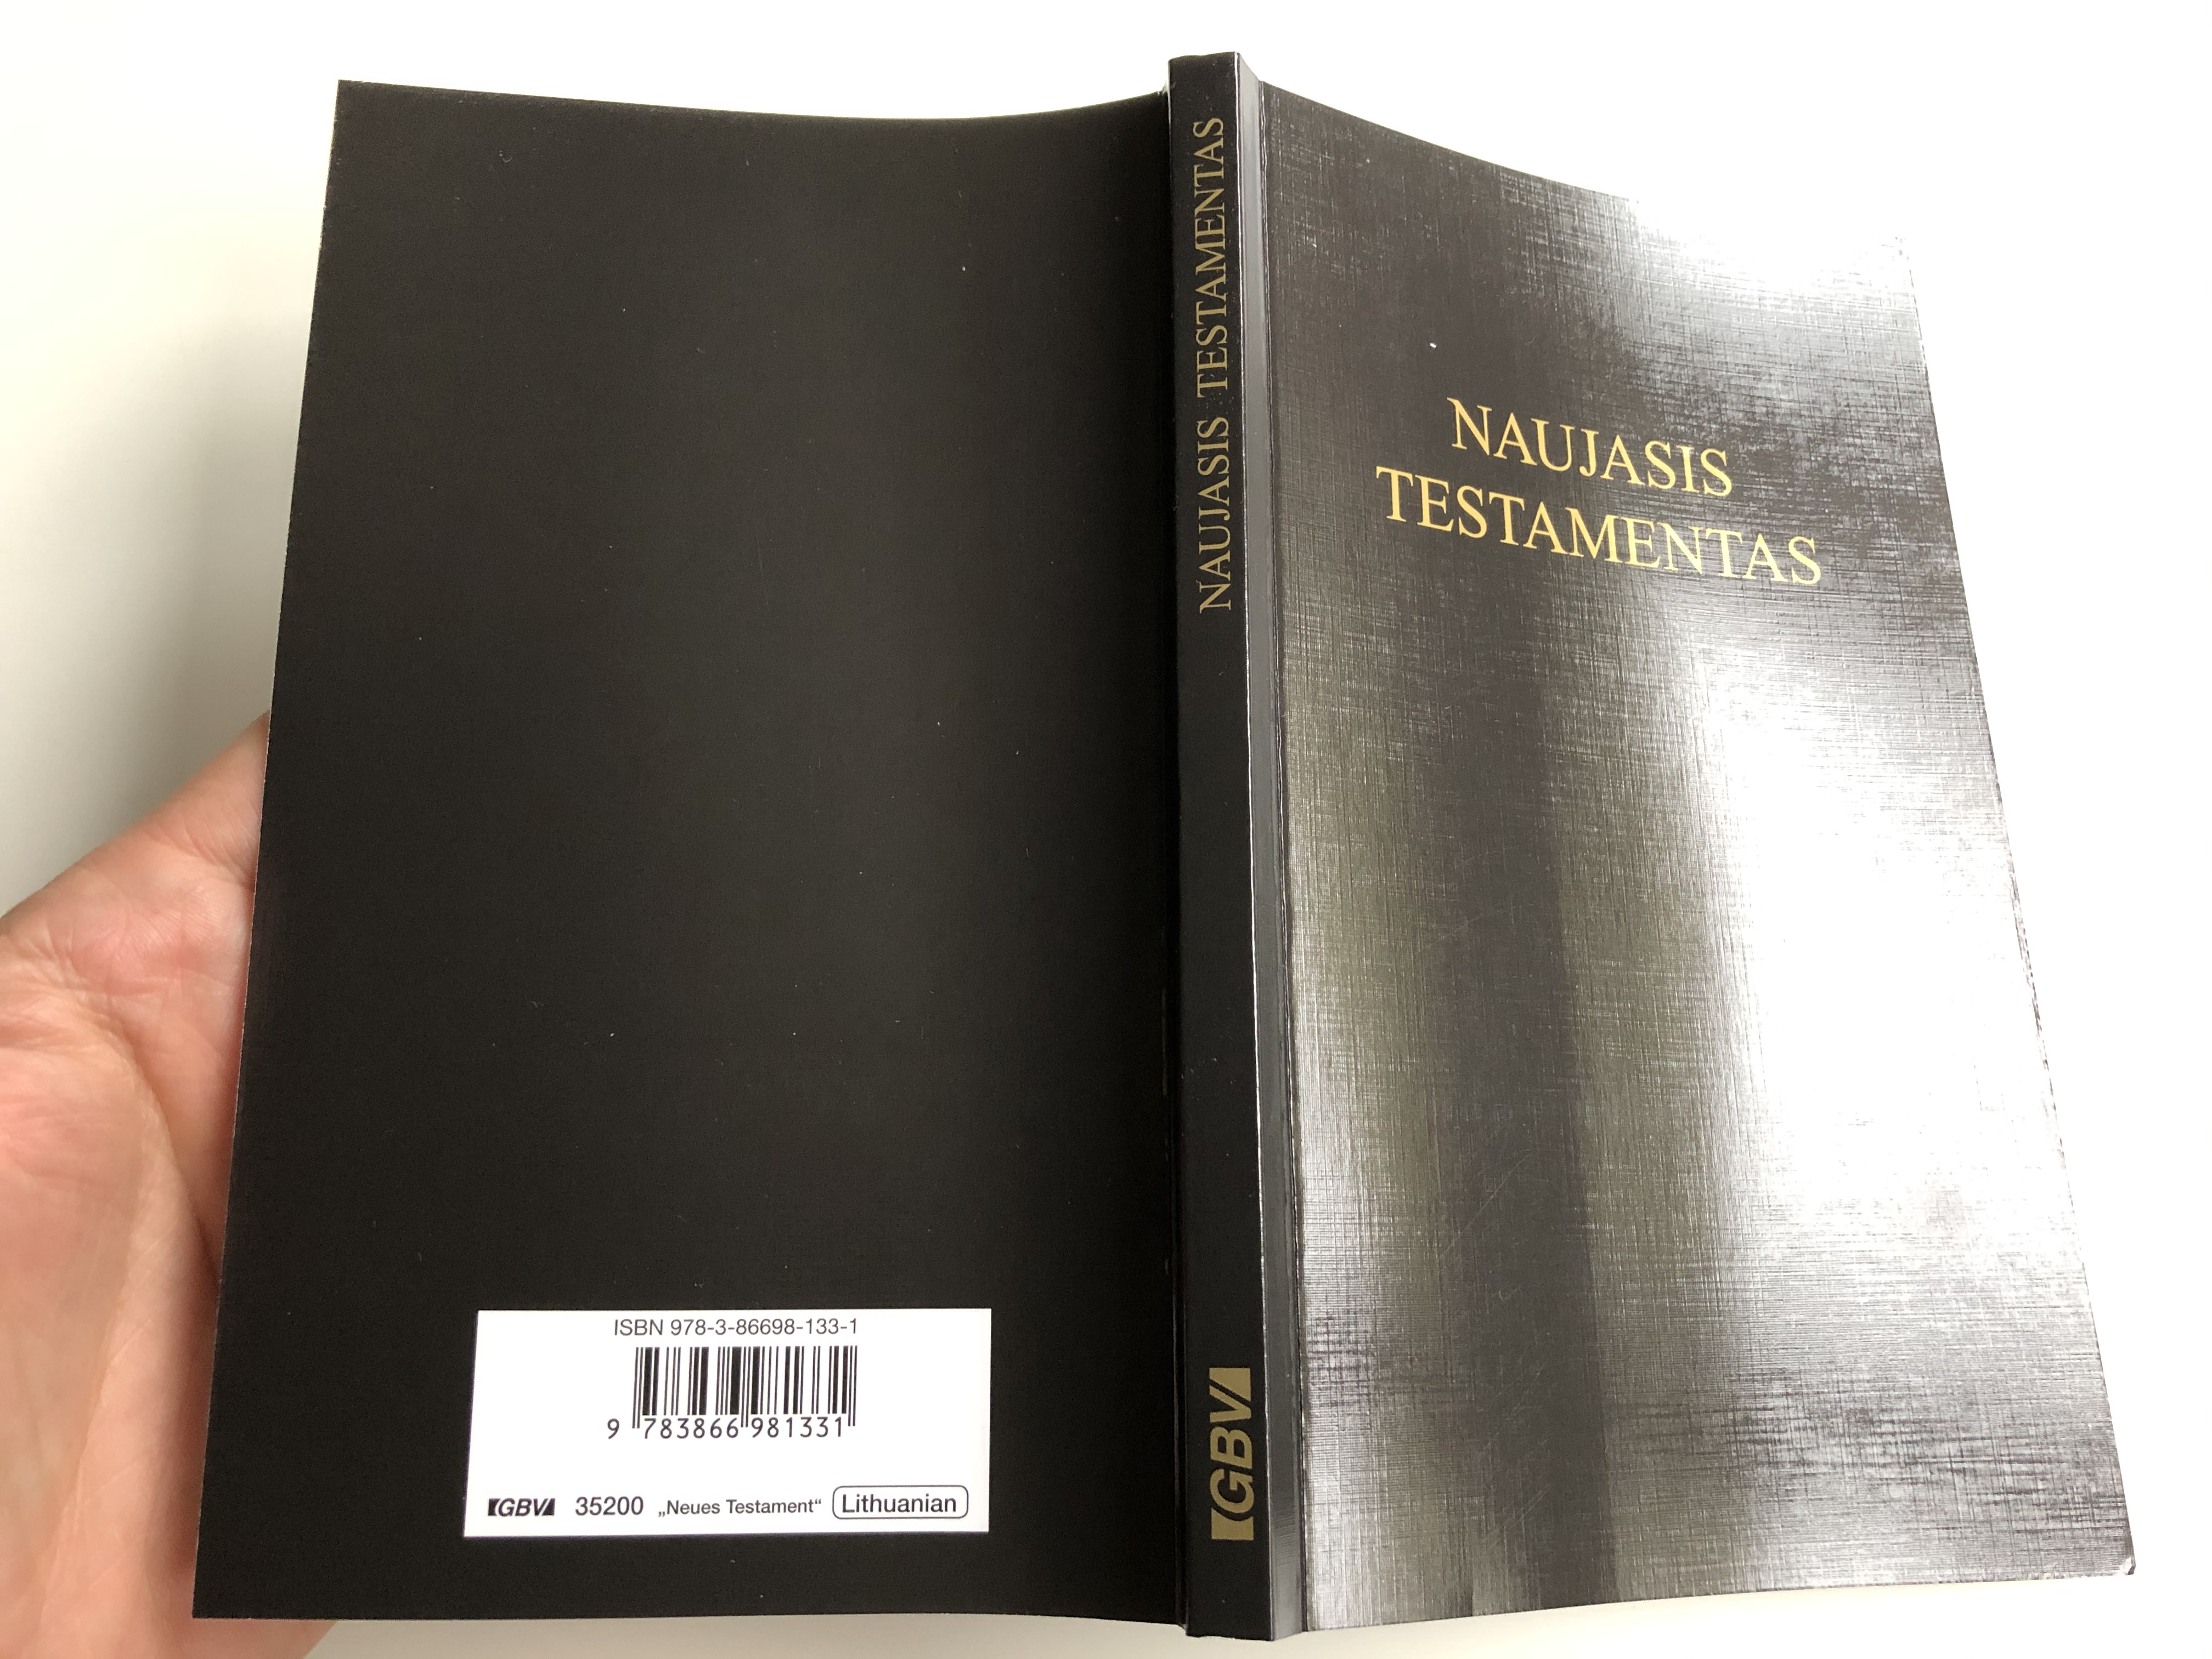 NAUJASIS
TESTAMENTAS
NAUJASIS TESTAMENTAS
GBV
ISBN 978-3-86698-133-1
9 783866 981331
GBV 35200 „Neues Testament“ Lithuanian